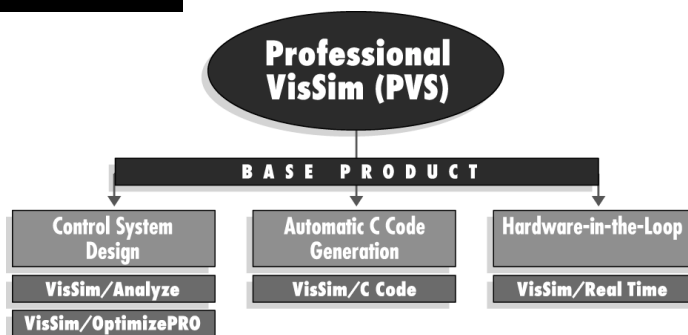 Professional
VisSim (PVS)
BASE PRODUCT
Control System
Design
VisSim/Analyze
VisSim/OptimizePRO
Automatic C Code
Generation
VisSim/C Code
Hardware-in-the-Loop
VisSim/Real Time